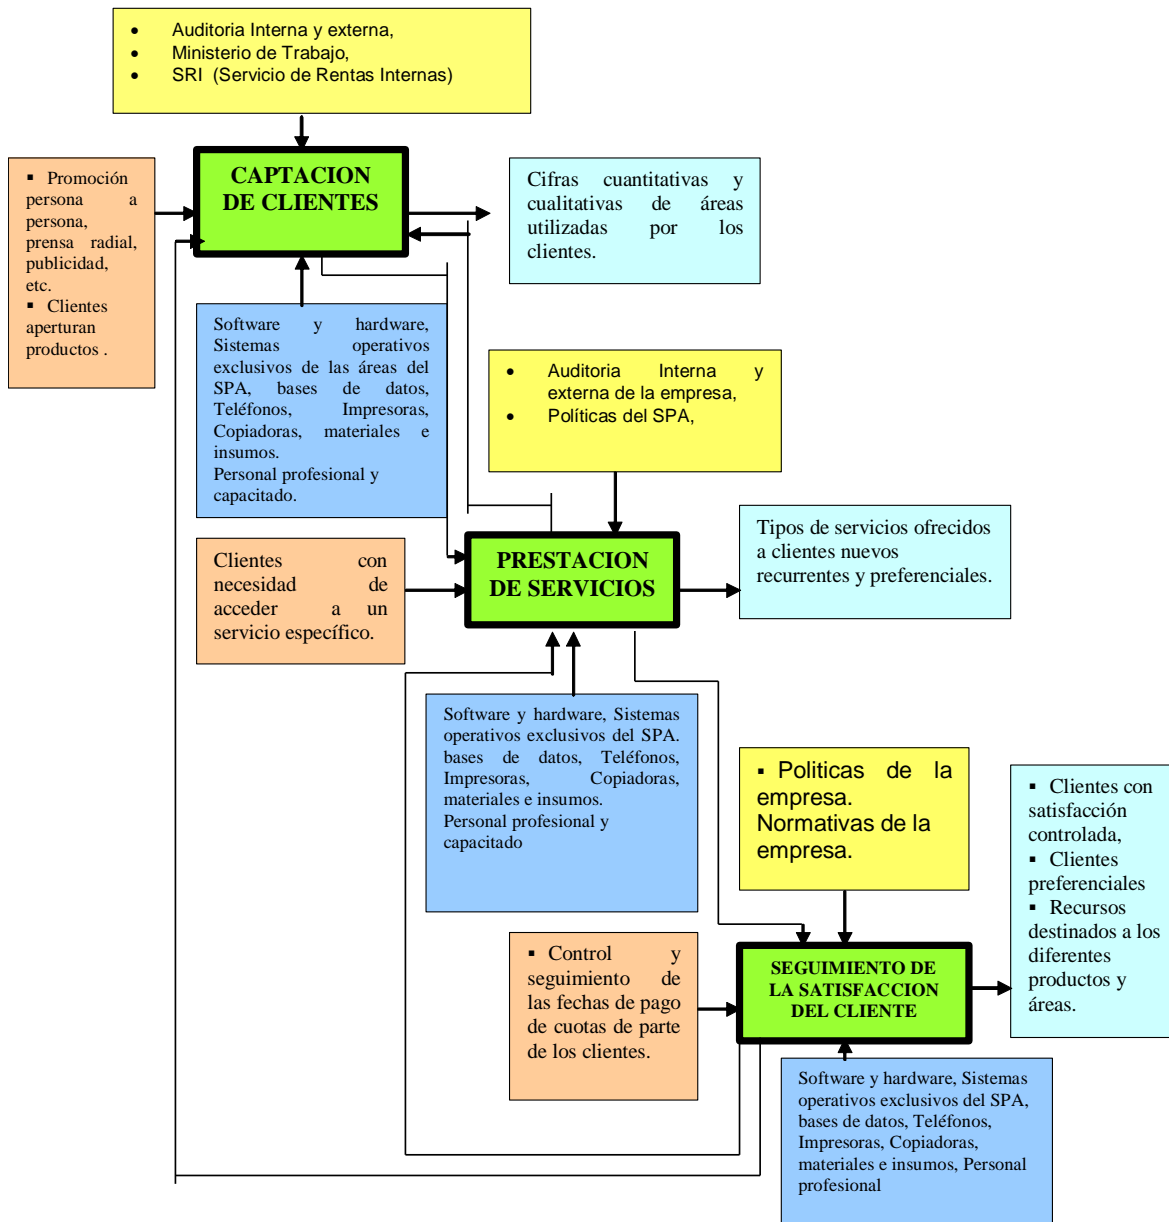 • Auditoria Interna y externa,
• Ministerio de Trabajo,
• SRI (Servicio de Rentas Internas)
▪ Promoción
persona a
persona,
prensa radial,
publicidad,
etc.
▪ Clientes
aperturan
productos .
CAPTACION
DE CLIENTES
Cifras cuantitativas y
cualitativas de áreas
utilizadas por los
clientes.
Software y hardware,
Sistemas operativos
exclusivos de las áreas del
SPA, bases de datos,
Teléfonos, Impresoras,
Copiadoras, materiales e
insumos.
Personal profesional y
capacitado.
• Auditoria Interna y
externa de la empresa,
• Políticas del SPA,
Clientes con
necesidad de
acceder a un
servicio específico.
PRESTACION
DE SERVICIOS
Tipos de servicios ofrecidos
a clientes nuevos
recurrentes y preferenciales.
Software y hardware, Sistemas
operativos exclusivos del SPA.
bases de datos, Teléfonos,
Impresoras, Copiadoras,
materiales e insumos.
Personal profesional y
capacitado
▪ Politicas de la
empresa.
Normativas de la
empresa.
▪ Clientes con
satisfacción
controlada,
▪ Clientes
preferenciales
▪ Recursos
destinados a los
diferentes
productos y
áreas.
▪ Control y
seguimiento de
las fechas de pago
de cuotas de parte
de los clientes.
SEGUIMIENTO DE
LA SATISFACCION
DEL CLIENTE
Software y hardware, Sistemas
operativos exclusivos del SPA,
bases de datos, Teléfonos,
Impresoras, Copiadoras,
materiales e insumos, Personal
profesional